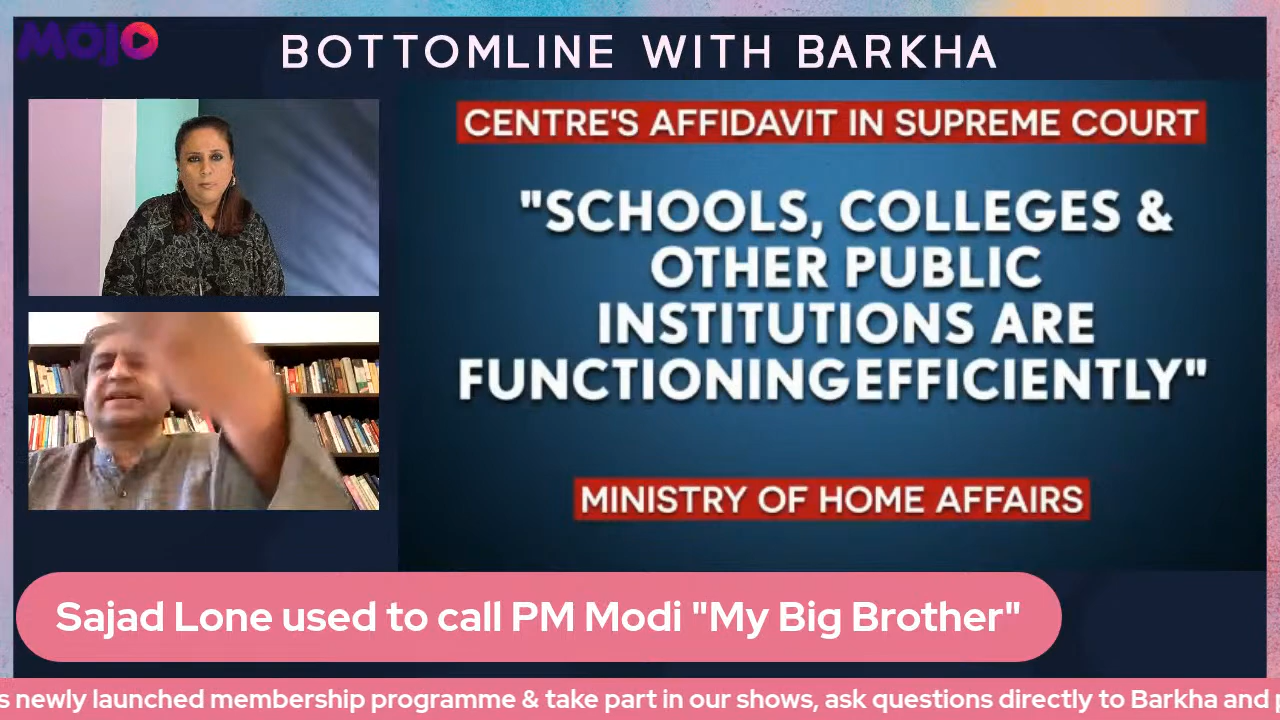 MOJO
BOTTOMLINE WITH BARKHA
CENTRE'S AFFIDAVIT IN SUPREME COURT
"SCHOOLS, COLLEGES &
OTHER PUBLIC
INSTITUTIONS ARE
FUNCTIONING EFFICIENTLY"
MINISTRY OF HOME AFFAIRS
Sajad Lone used to call PM Modi "My Big Brother"
s newly launched membership programme & take part in our shows, ask questions directly to Barkha and